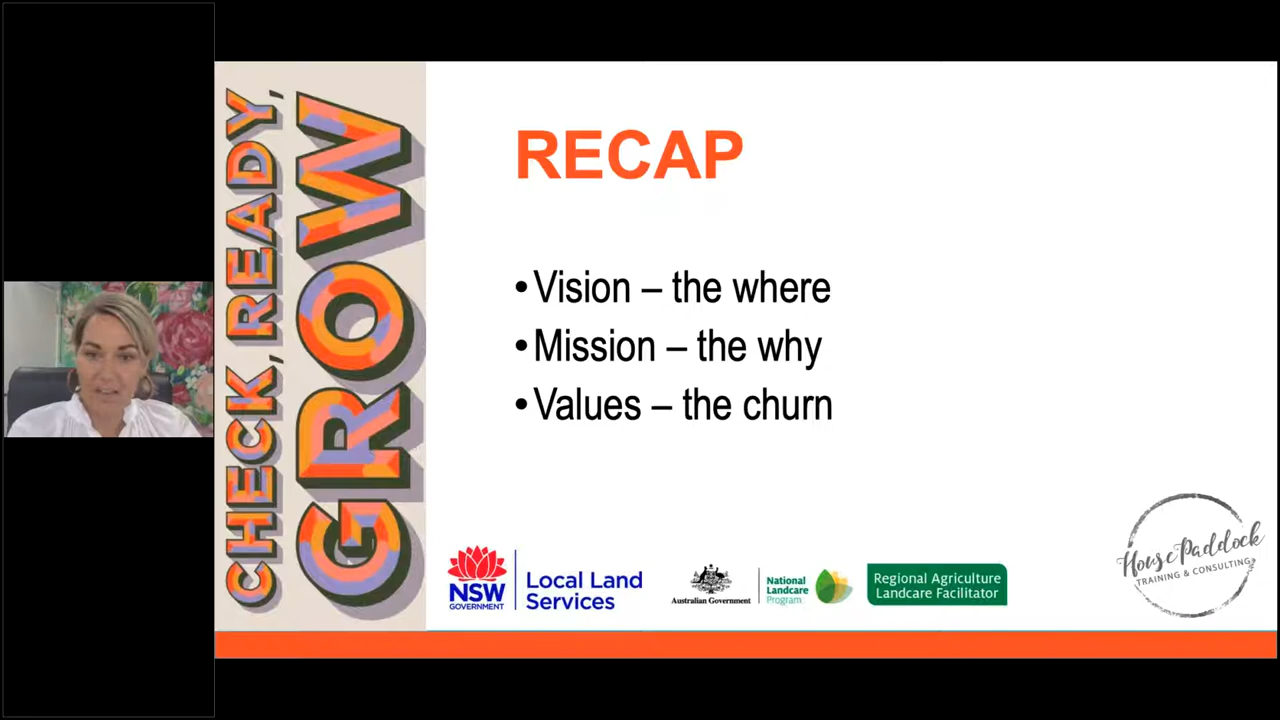 CHECK, READY,
GROW
RECAP
•Vision – the where
•Mission – the why
•Values – the churn
NSW
GOVERNMENT
Local Land
Services
Australian Government
National
Landcare
Program
Regional Agriculture
Landcare Facilitator
House Paddock
TRAINING & CONSULTING